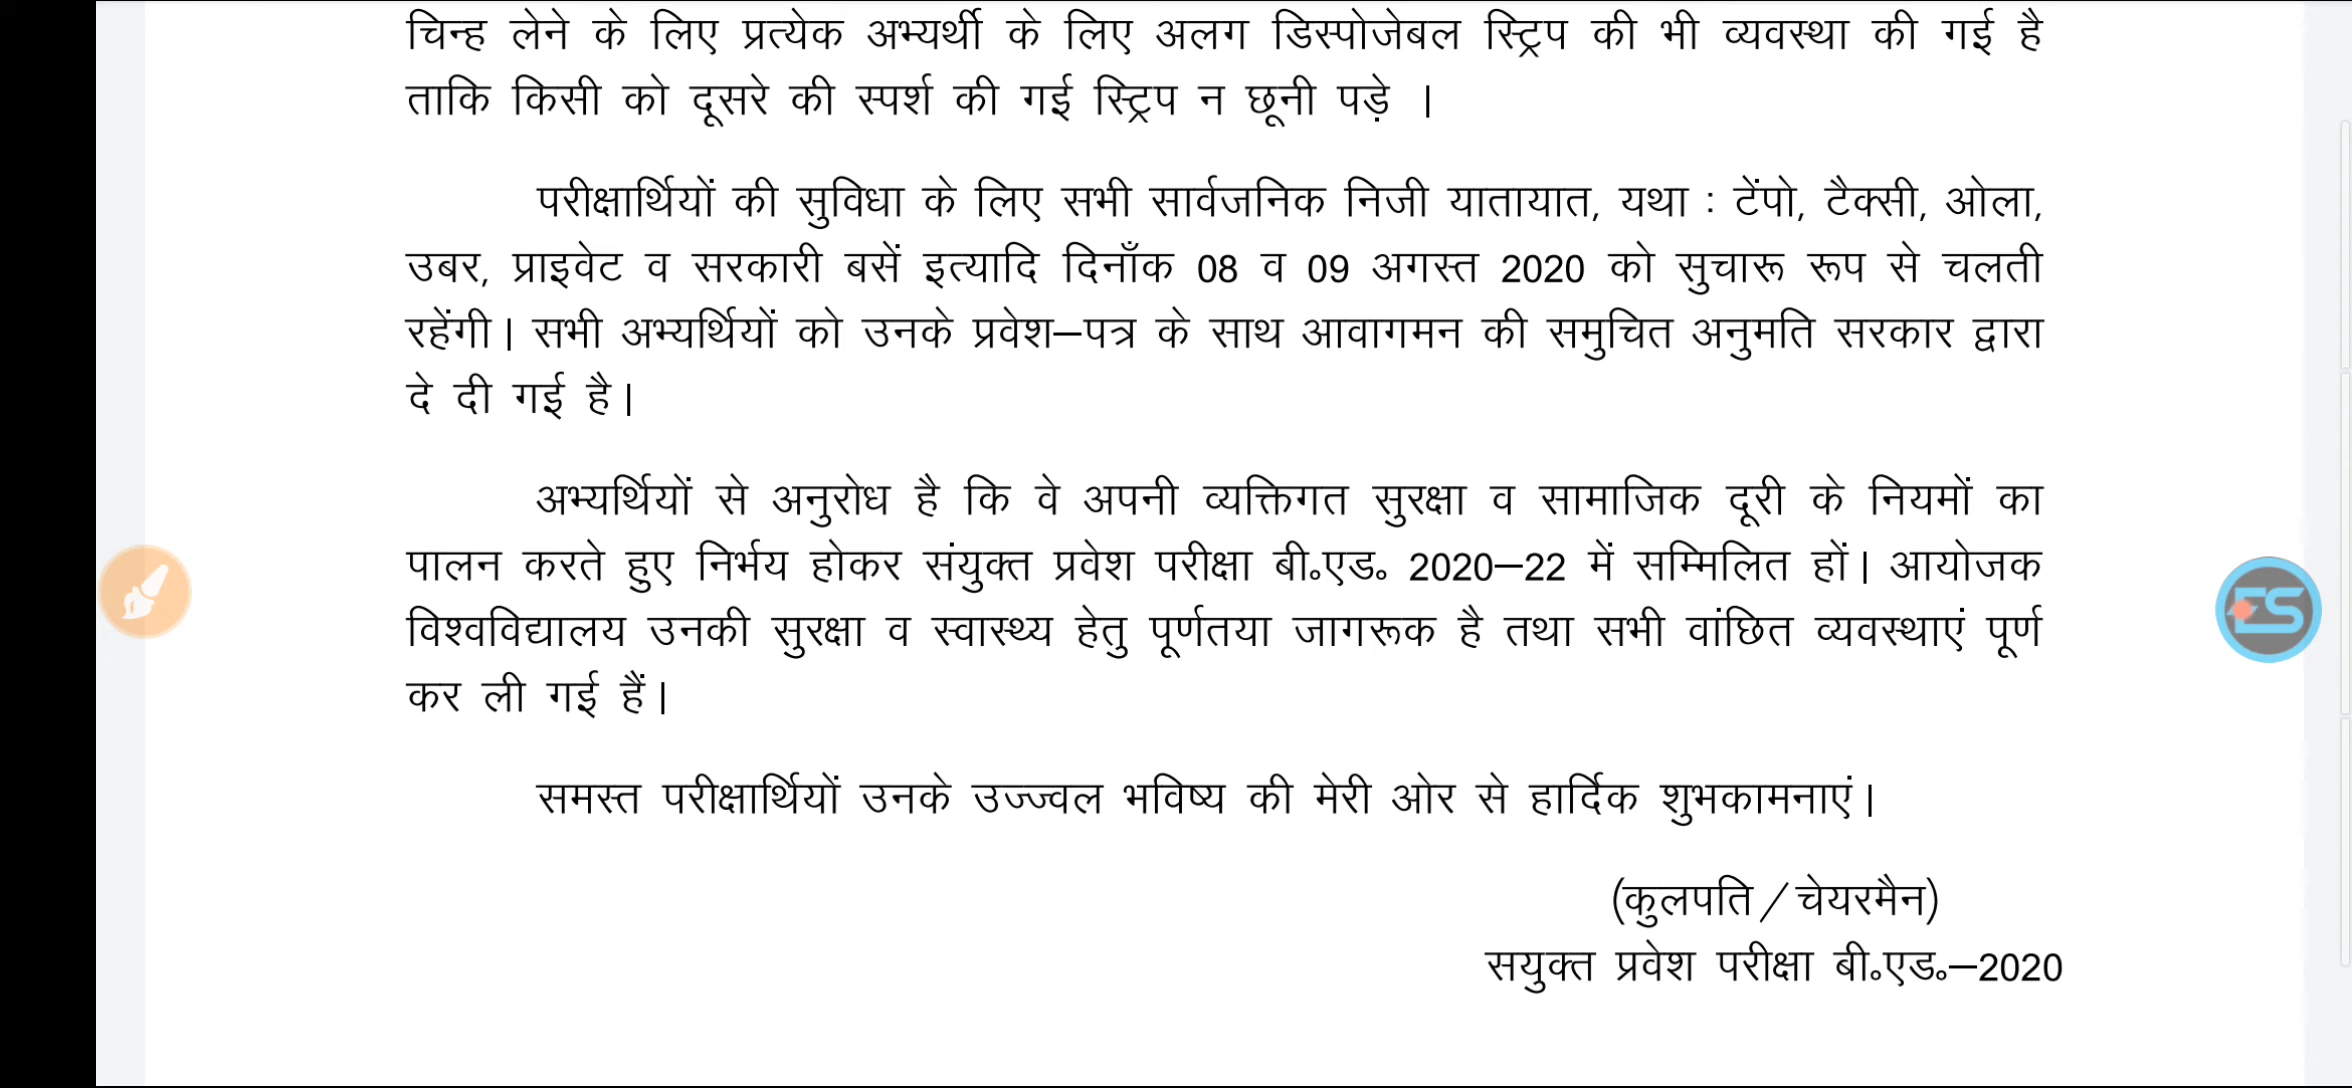 चिन्ह लेने के लिए प्रत्येक अभ्यर्थी के लिए अलग डिस्पोजेबल स्ट्रिप की भी व्यवस्था की गई है
ताकि किसी को दूसरे की स्पर्श की गई स्ट्रिप न छूनी पड़े ।
परीक्षार्थियों की सुविधा के लिए सभी सार्वजनिक निजी यातायात, यथा : टेंपो, टैक्सी, ओला,
उबर, प्राइवेट व सरकारी बसें इत्यादि दिनाँक 08 व 09 अगस्त 2020 को सुचारू रूप से चलती
रहेंगी। सभी अभ्यर्थियों को उनके प्रवेश–पत्र के साथ आवागमन की समुचित अनुमति सरकार द्वारा
दे दी गई है।
अभ्यर्थियों से अनुरोध है कि वे अपनी व्यक्तिगत सुरक्षा व सामाजिक दूरी के नियमों का
पालन करते हुए निर्भय होकर संयुक्त प्रवेश परीक्षा बी॰एड॰ 2020–22 में सम्मिलित हों। आयोजक
विश्वविद्यालय उनकी सुरक्षा व स्वास्थ्य हेतु पूर्णतया जागरूक है तथा सभी वांछित व्यवस्थाएं पूर्ण
कर ली गई हैं।
समस्त परीक्षार्थियों उनके उज्ज्वल भविष्य की मेरी ओर से हार्दिक शुभकामनाएं।
(कुलपति / चेयरमैन)
सयुक्त प्रवेश परीक्षा बी॰एड॰–2020
ES